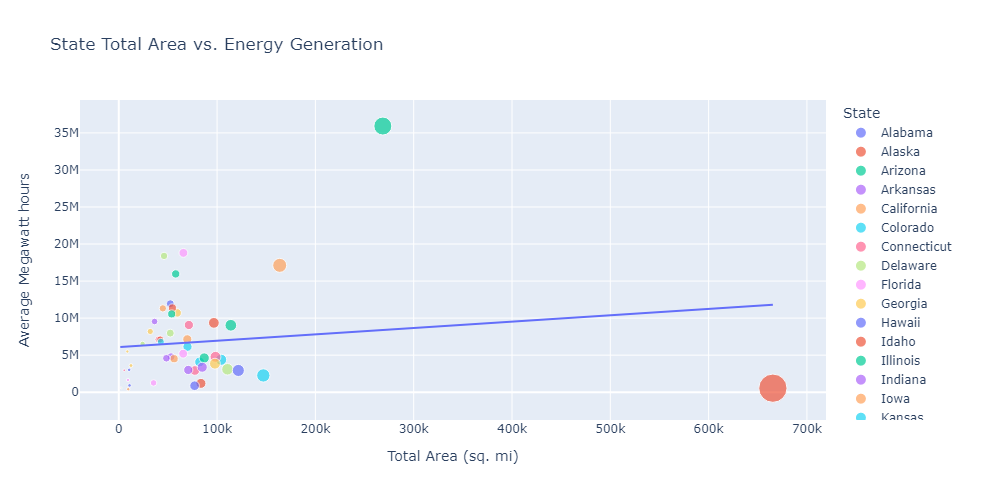 State Total Area vs. Energy Generation
Average Megawatt hours
35M
30M
25M
20M
15M
10M
5M
0
0 100k 200k 300k 400k 500k 600k 700k
Total Area (sq. mi)
State
Alabama
Alaska
Arizona
Arkansas
California
Colorado
Connecticut
Delaware
Florida
Georgia
Hawaii
Idaho
Illinois
Indiana
Iowa
Kansas